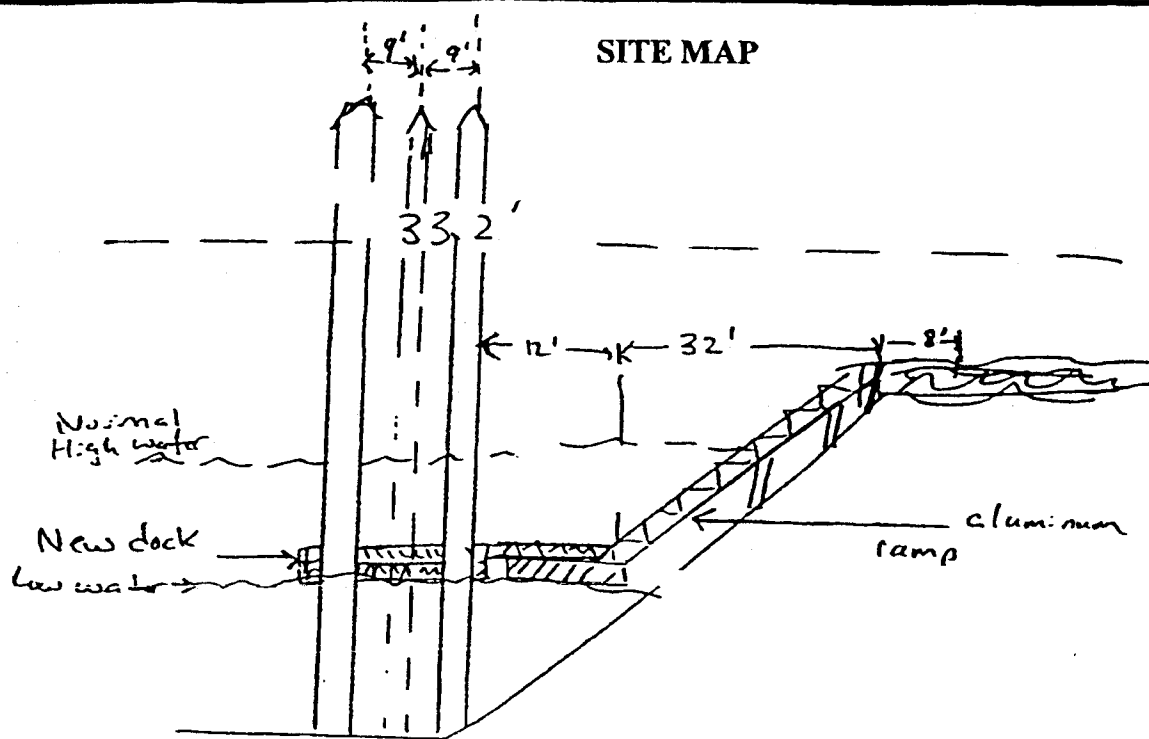 SITE MAP
9' 9'
33.2'
12' 32' 8'
Normal
High water
New dock
Low water
aluminum
ramp